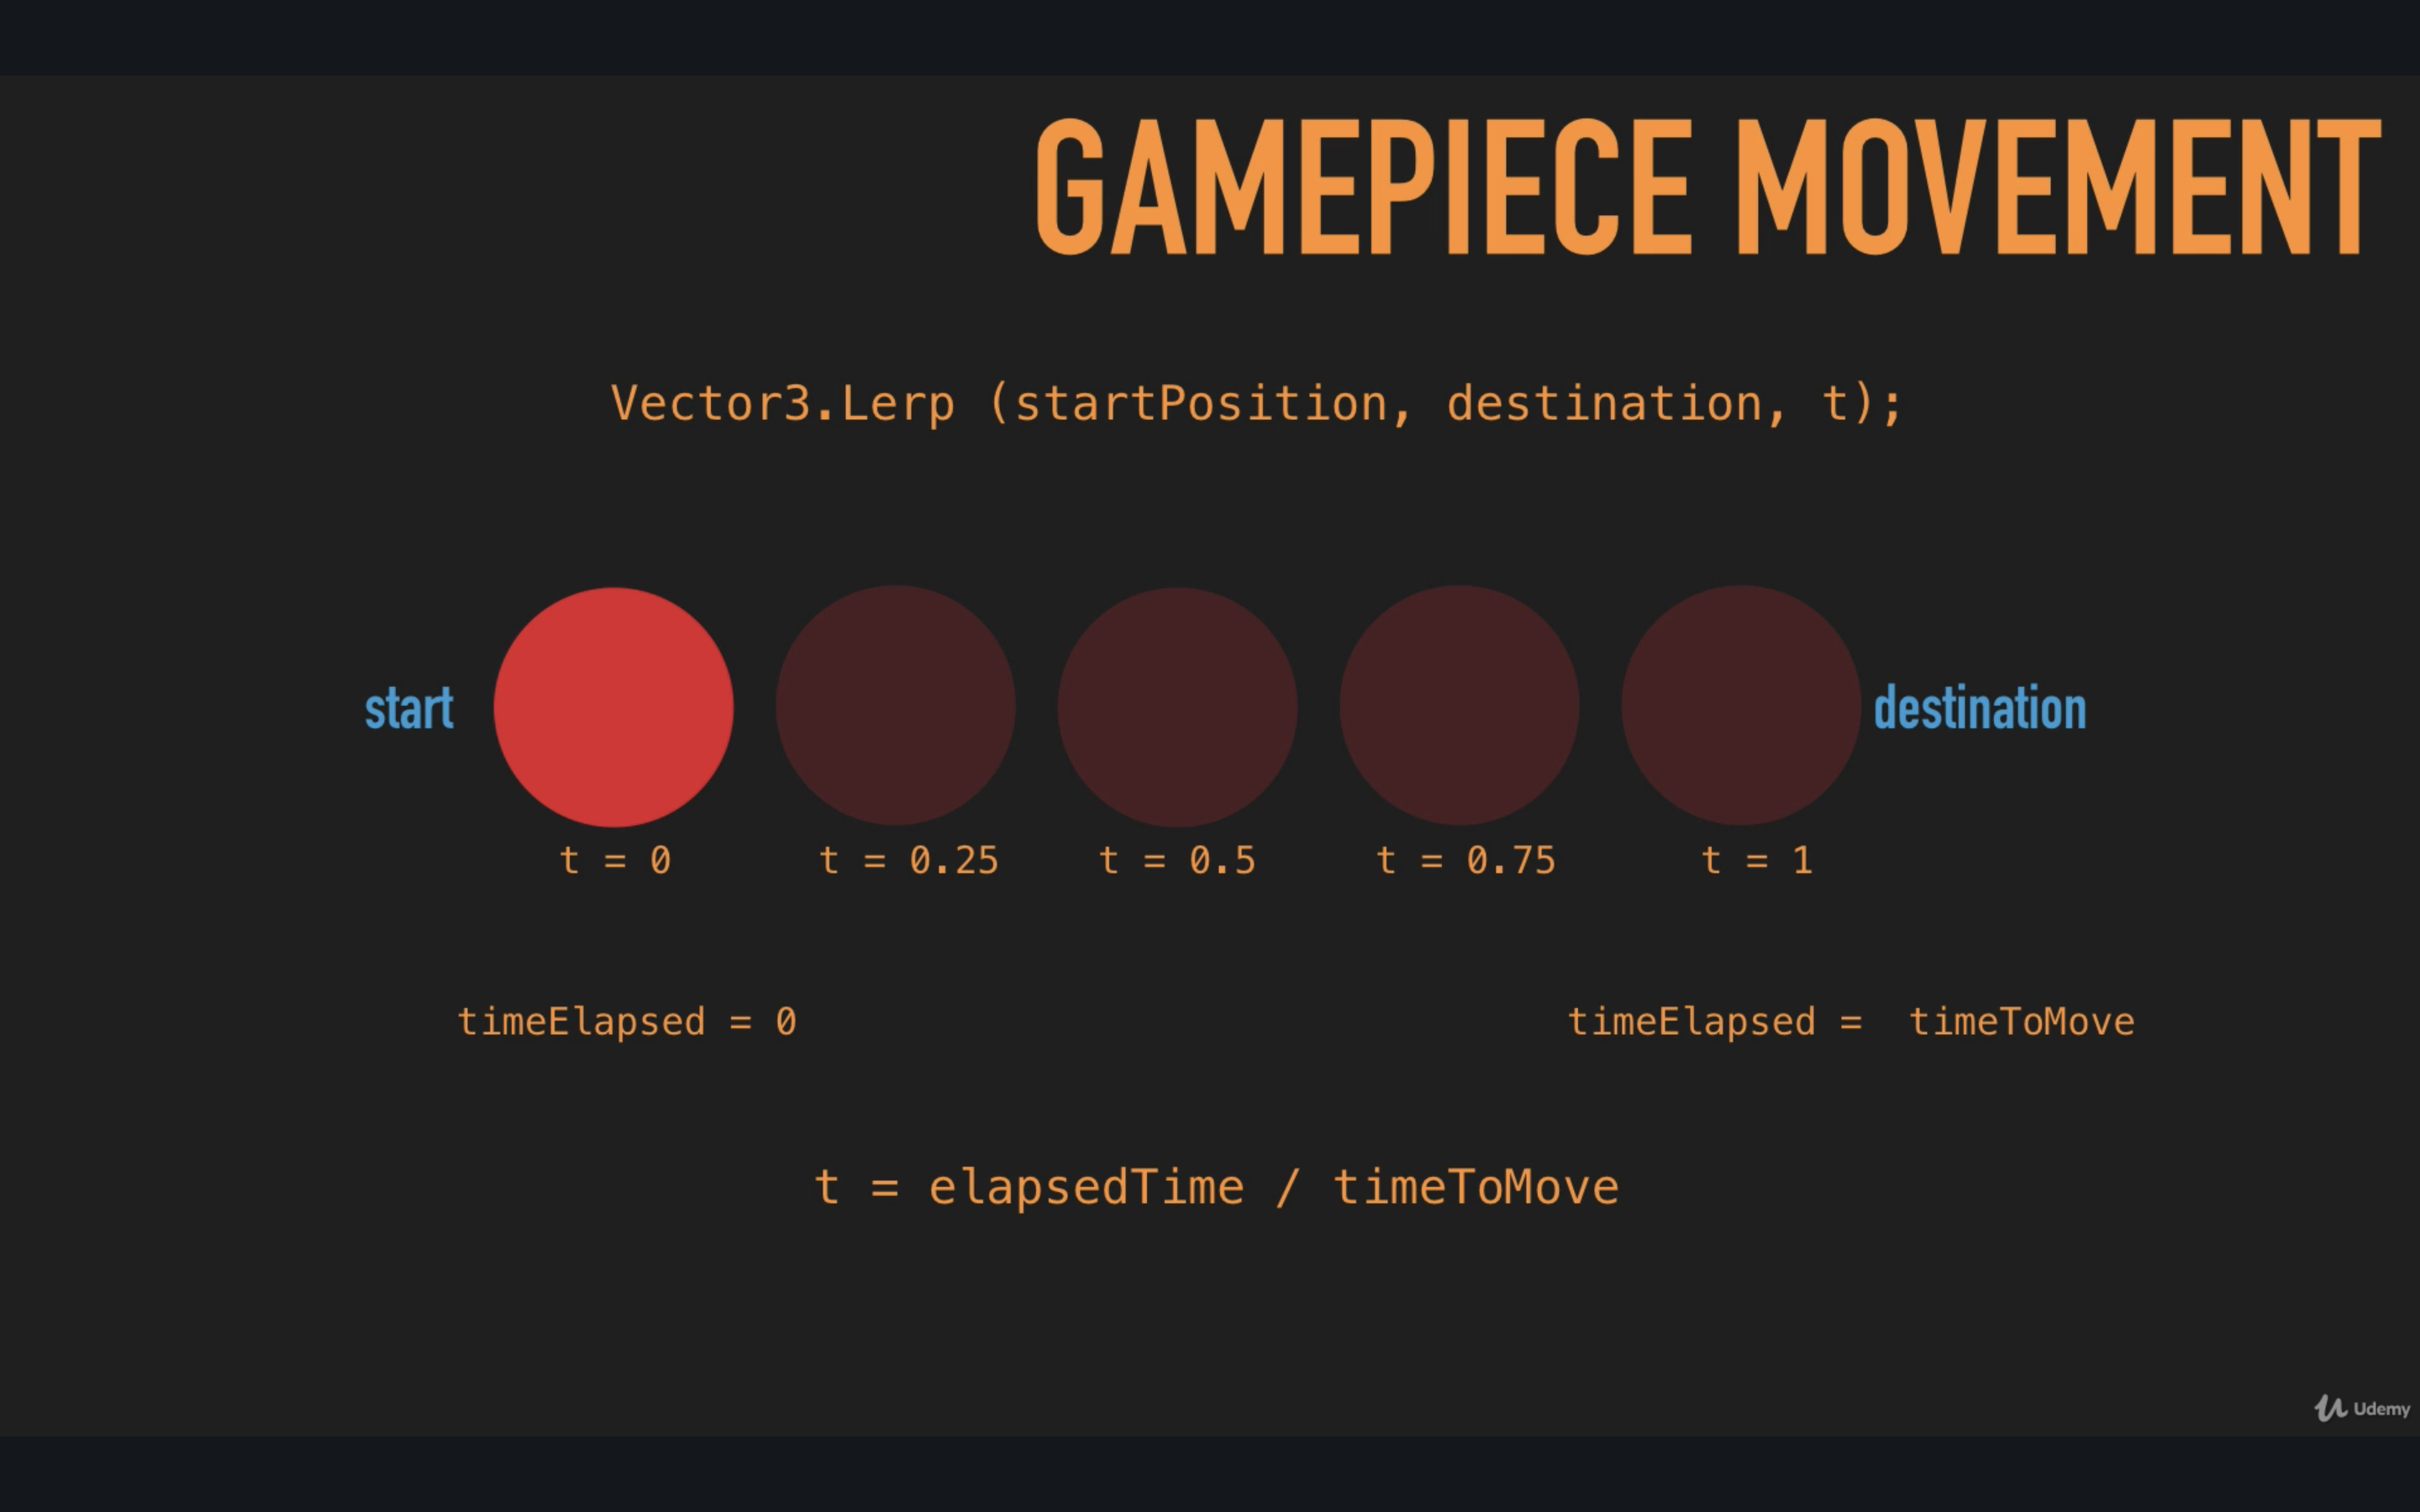 GAMEPIECE MOVEMENT
Vector3.Lerp (startPosition, destination, t);
start
destination
t = 0
t = 0.25
t = 0.5
t = 0.75
t = 1
timeElapsed = 0
timeElapsed =  timeToMove
t = elapsedTime / timeToMove
Udemy